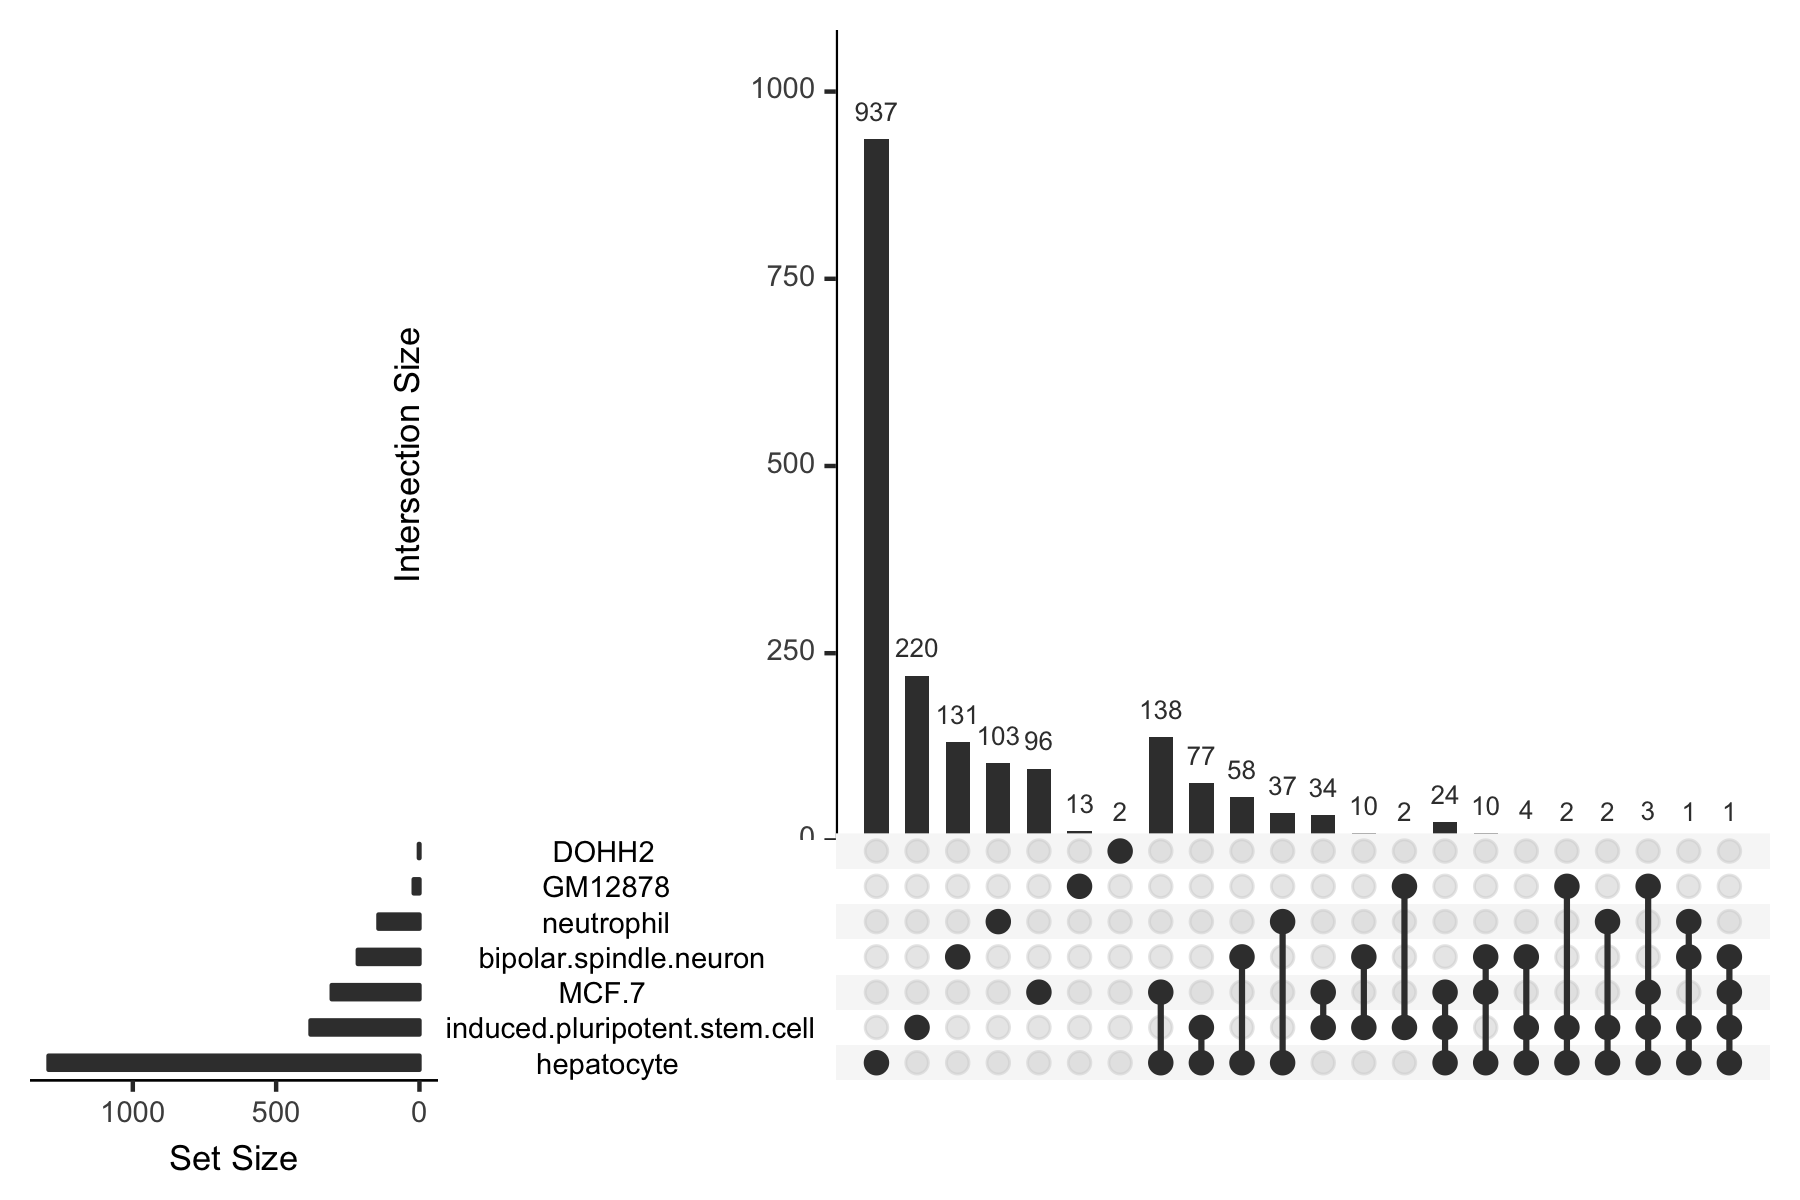 1000
937
750
500
Intersection Size
250
220
131
103
96
13
2
138
77
58
37
34
10
2
24
10
4
2
2
3
1
1
0
DOHH2
GM12878
neutrophil
bipolar.spindle.neuron
MCF.7
induced.pluripotent.stem.cell
hepatocyte
1000 500 0
Set Size